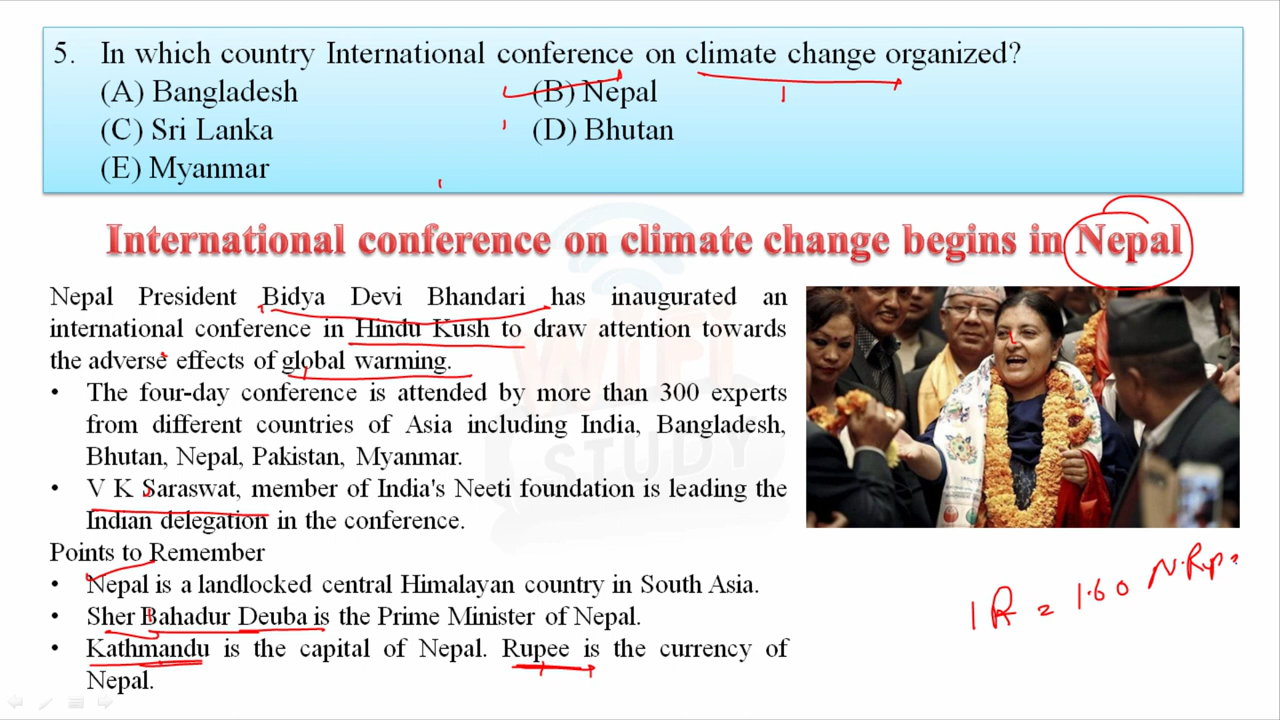 5. In which country International conference on climate change organized?
(A) Bangladesh (B) Nepal
(C) Sri Lanka (D) Bhutan
(E) Myanmar
International conference on climate change begins in Nepal
Nepal President Bidya Devi Bhandari has inaugurated an
international conference in Hindu Kush to draw attention towards
the adverse effects of global warming.
• The four-day conference is attended by more than 300 experts
from different countries of Asia including India, Bangladesh,
Bhutan, Nepal, Pakistan, Myanmar.
• V K Saraswat, member of India's Neeti foundation is leading the
Indian delegation in the conference.
Points to Remember
• Nepal is a landlocked central Himalayan country in South Asia.
• Sher Bahadur Deuba is the Prime Minister of Nepal.
• Kathmandu is the capital of Nepal. Rupee is the currency of
Nepal.
1 R = 1.60 N.Rup
WiFi
STUDY